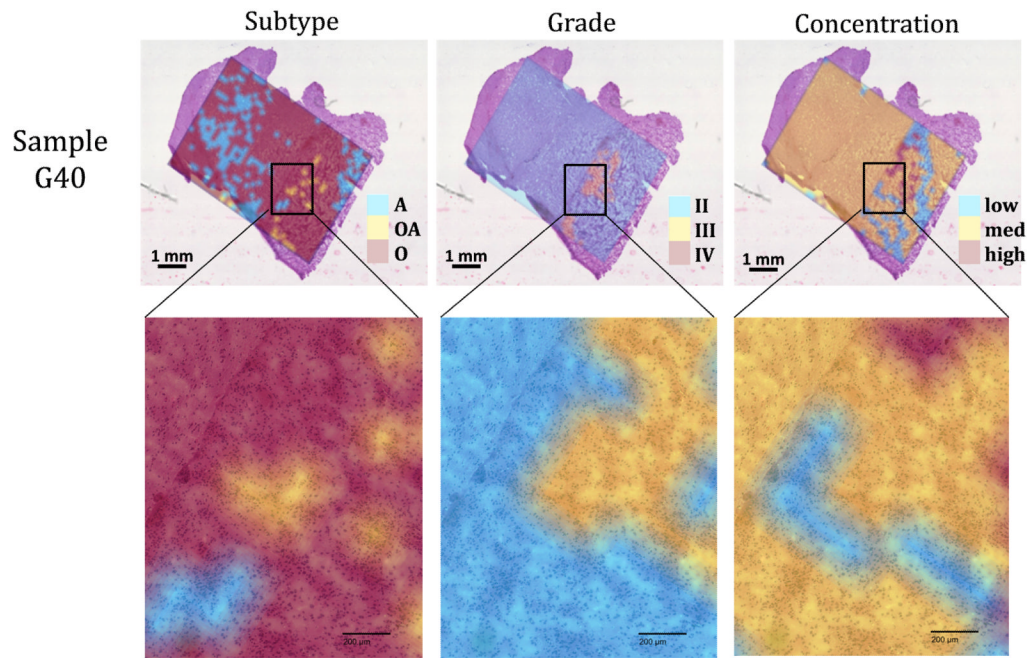 Subtype
Grade
Concentration
Sample
G40
A
OA
O
1 mm
II
III
IV
1 mm
low
med
high
1 mm
200 µm
200 µm
200 µm